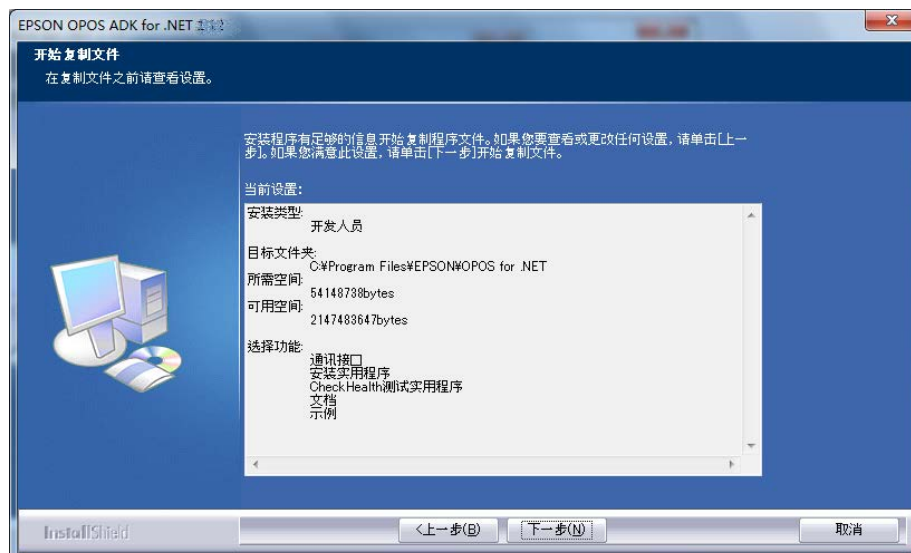 EPSON OPOS ADK for .NET
开始复制文件
在复制文件之前请查看设置。
安装程序有足够的信息开始复制程序文件。如果您要查看或更改任何设置，请单击[上一
步]。如果您满意此设置，请单击[下一步]开始复制文件。
当前设置:
安装类型:
开发人员
目标文件夹:
C:¥Program Files¥EPSON¥OPOS for .NET
所需空间:
54148738bytes
可用空间:
2147483647bytes
选择功能:
通讯接口
安装实用程序
CheckHealth测试实用程序
文档
示例
InstallShield
<上一步(B)
下一步(N)
取消